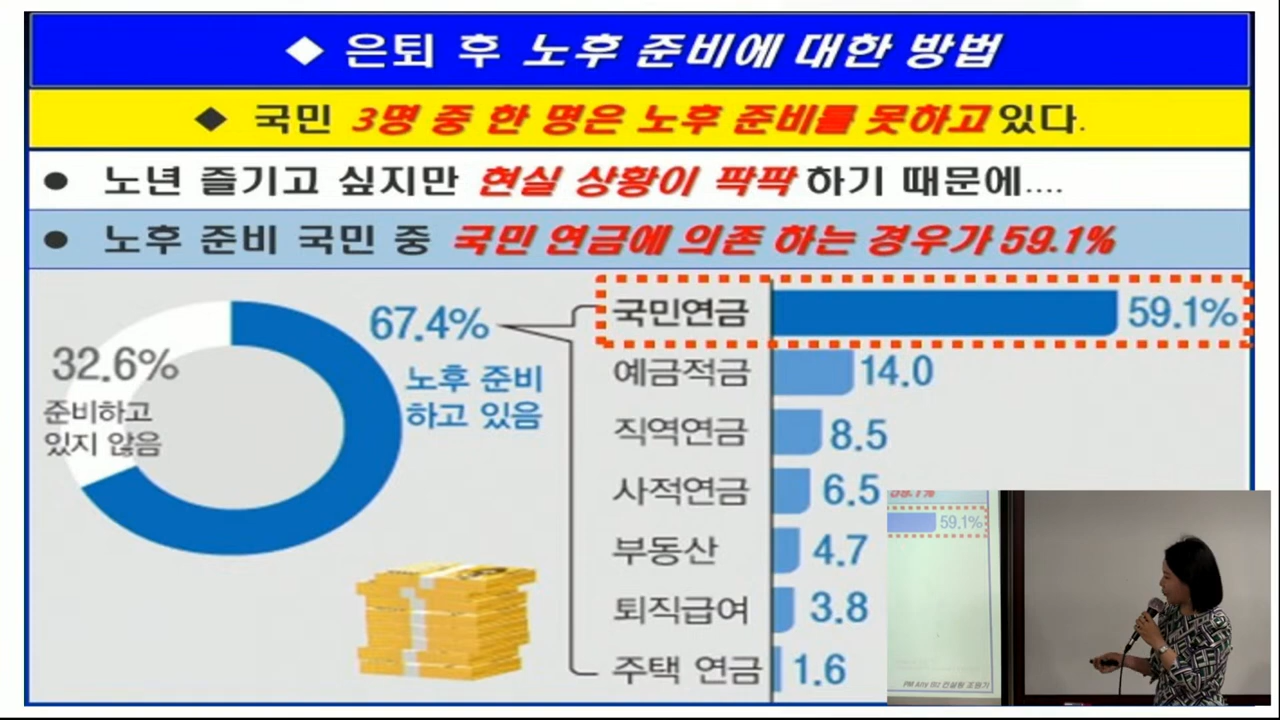 ◆ 은퇴 후 노후 준비에 대한 방법
◆ 국민 3명 중 한 명은 노후 준비를 못하고 있다.
● 노년 즐기고 싶지만 현실 상황이 팍팍 하기 때문에....
● 노후 준비 국민 중 국민 연금에 의존 하는 경우가 59.1%
32.6%
준비하고
있지 않음
67.4%
노후 준비
하고 있음
국민연금 59.1%
예금적금 14.0
직역연금 8.5
사적연금 6.5
부동산 4.7
퇴직급여 3.8
주택 연금 1.6
59.1%
59.1%